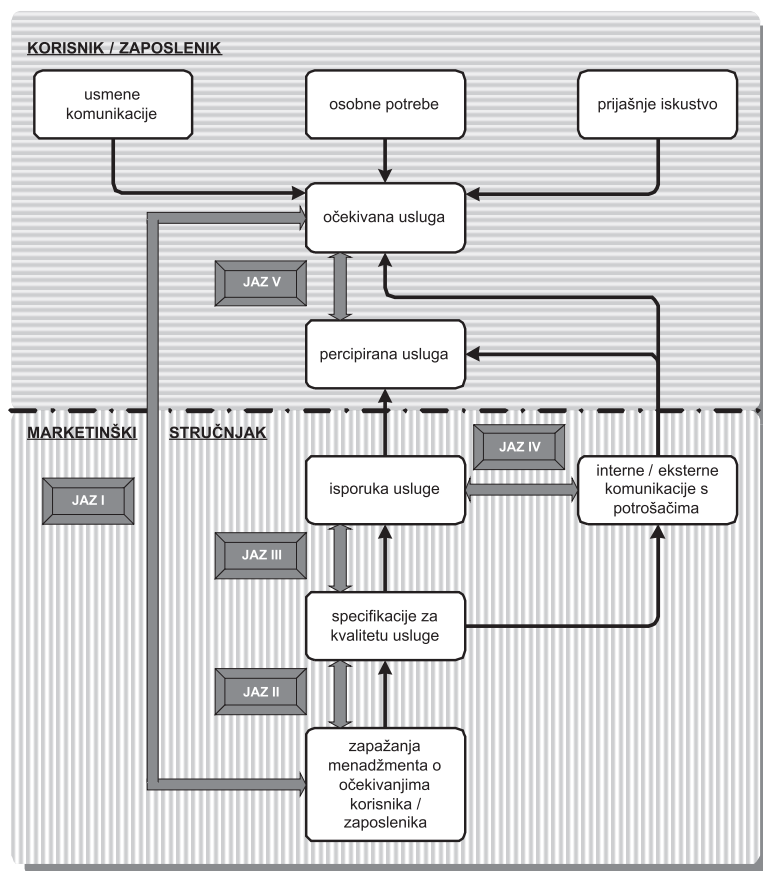 KORISNIK / ZAPOSLENIK
usmene
komunikacije
osobne potrebe
prijašnje iskustvo
očekivana usluga
JAZ V
percipirana usluga
MARKETINŠKI STRUČNJAK
JAZ IV
isporuka usluge
interne / eksterne
komunikacije s
potrošačima
JAZ I
JAZ III
specifikacije za
kvalitetu usluge
JAZ II
zapažanja
menadžmenta o
očekivanjima
korisnika /
zaposlenika